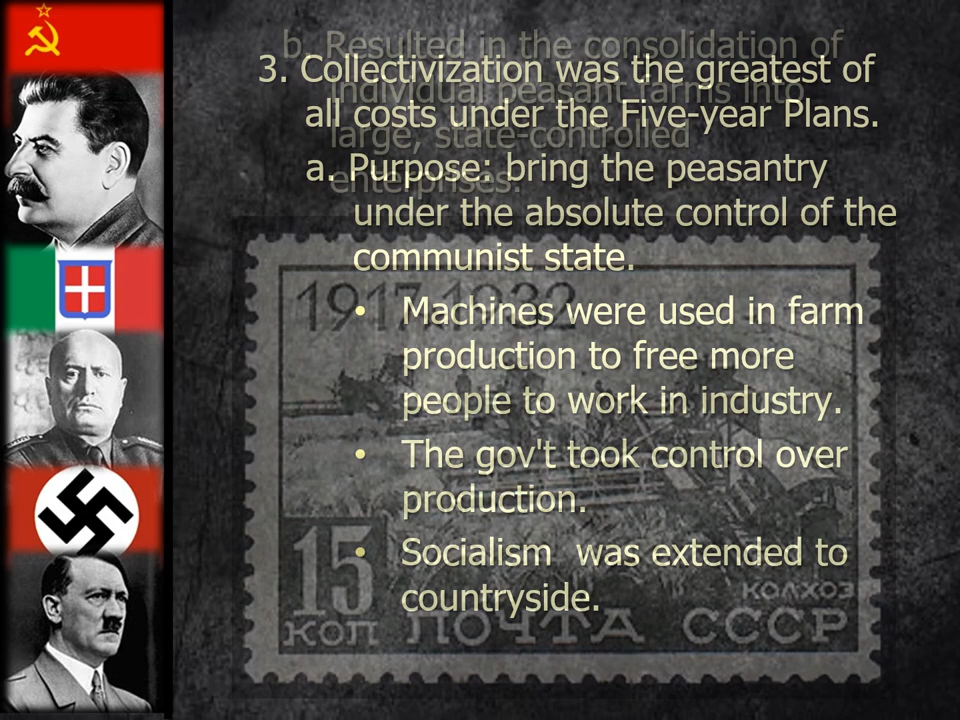 b. Resulted in the consolidation of
individual peasant farms into
large, state-controlled
enterprises.
3. Collectivization was the greatest of
all costs under the Five-year Plans.
a. Purpose: bring the peasantry
under the absolute control of the
communist state.
• Machines were used in farm
production to free more
people to work in industry.
• The gov't took control over
production.
• Socialism  was extended to
countryside.
1917-1932
15
КОП
КОЛХОЗ
ПОЧТА СССР